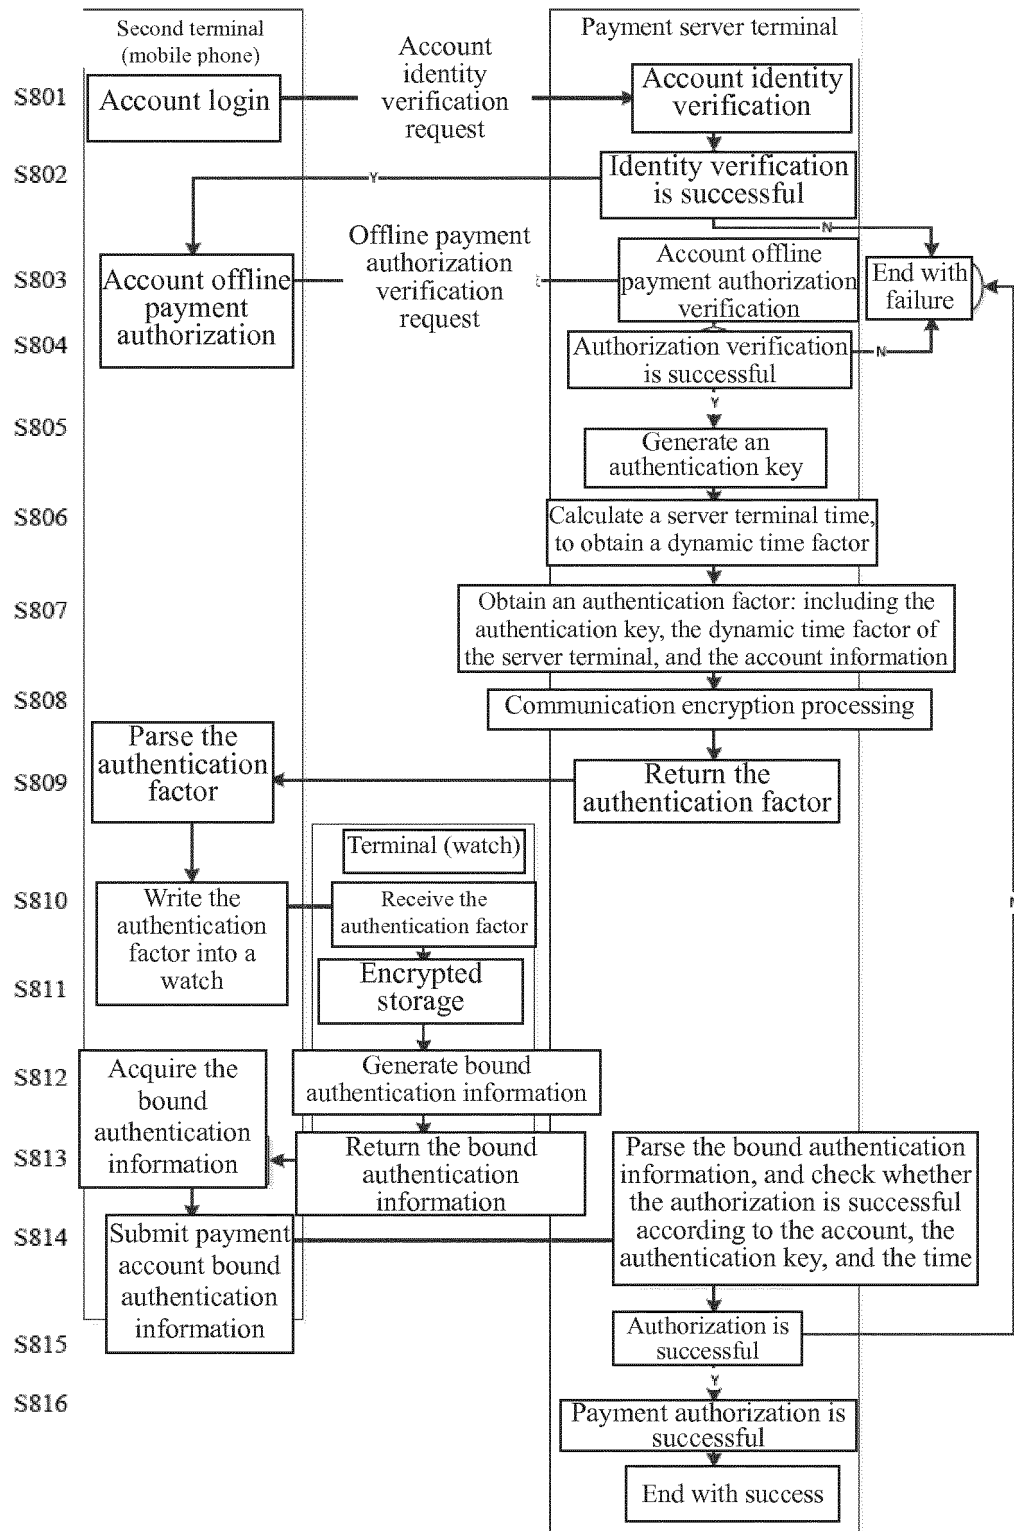 Second terminal
(mobile phone)
Payment server terminal
S801
Account login
Account
identity
verification
request
Account identity
verification
S802
Identity verification
is successful
Y
N
S803
Account offline
payment
authorization
Offline payment
authorization
verification
request
Account offline
payment authorization
verification
End with
failure
S804
Authorization verification
is successful
N
Y
S805
Generate an
authentication key
S806
Calculate a server terminal time,
to obtain a dynamic time factor
S807
Obtain an authentication factor: including the
authentication key, the dynamic time factor of
the server terminal, and the account information
S808
Communication encryption processing
S809
Parse the
authentication
factor
Return the
authentication factor
Terminal (watch)
S810
Write the
authentication
factor into a
watch
Receive the
authentication factor
S811
Encrypted
storage
N
S812
Acquire the
bound
authentication
information
Generate bound
authentication information
S813
Return the bound
authentication
information
Parse the bound authentication
information, and check whether
the authorization is successful
according to the account, the
authentication key, and the time
S814
Submit payment
account bound
authentication
information
S815
Authorization is
successful
Y
S816
Payment authorization is
successful
End with success